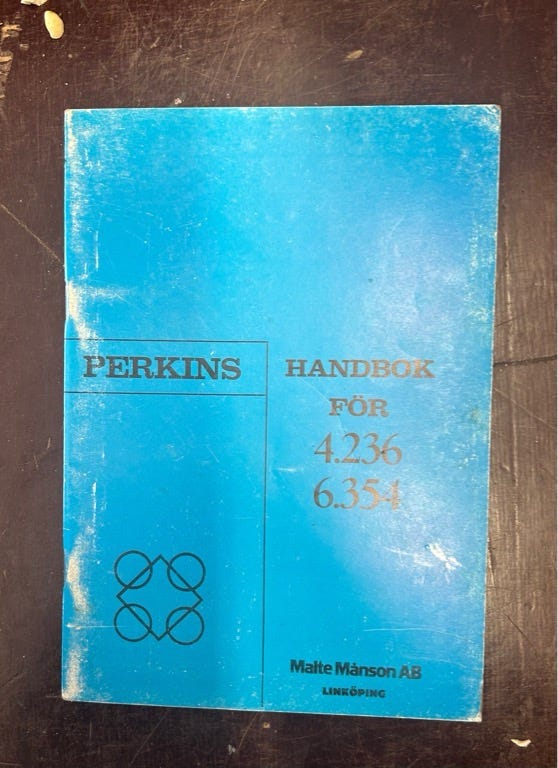 PERKINS
HANDBOK
FÖR
4.236
6.354
Malte Månson AB
LINKÖPING